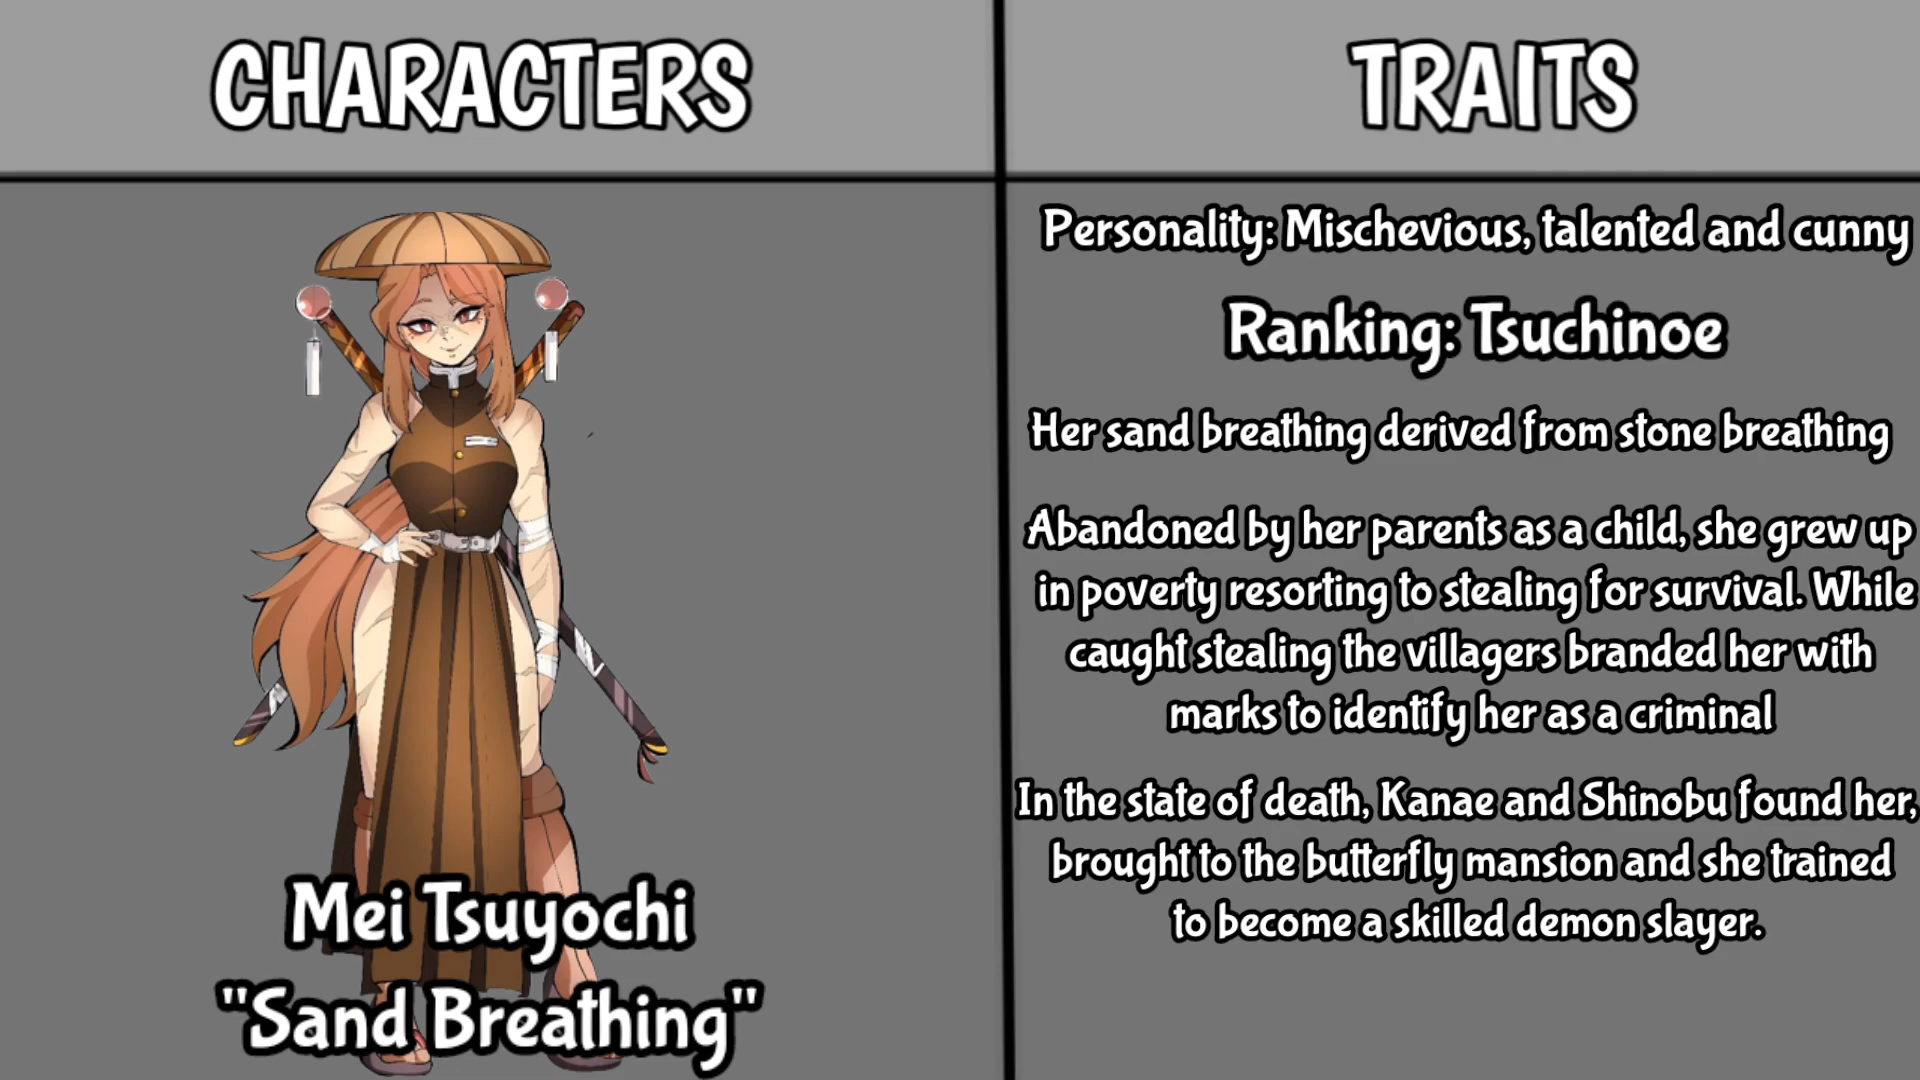 CHARACTERS
TRAITS
Personality: Mischevious, talented and cunny
Ranking: Tsuchinoe
Her sand breathing derived from stone breathing
Abandoned by her parents as a child, she grew up
in poverty resorting to stealing for survival. While
caught stealing the villagers branded her with
marks to identify her as a criminal
In the state of death, Kanae and Shinobu found her,
brought to the butterfly mansion and she trained
to become a skilled demon slayer.
Mei Tsuyochi
"Sand Breathing"